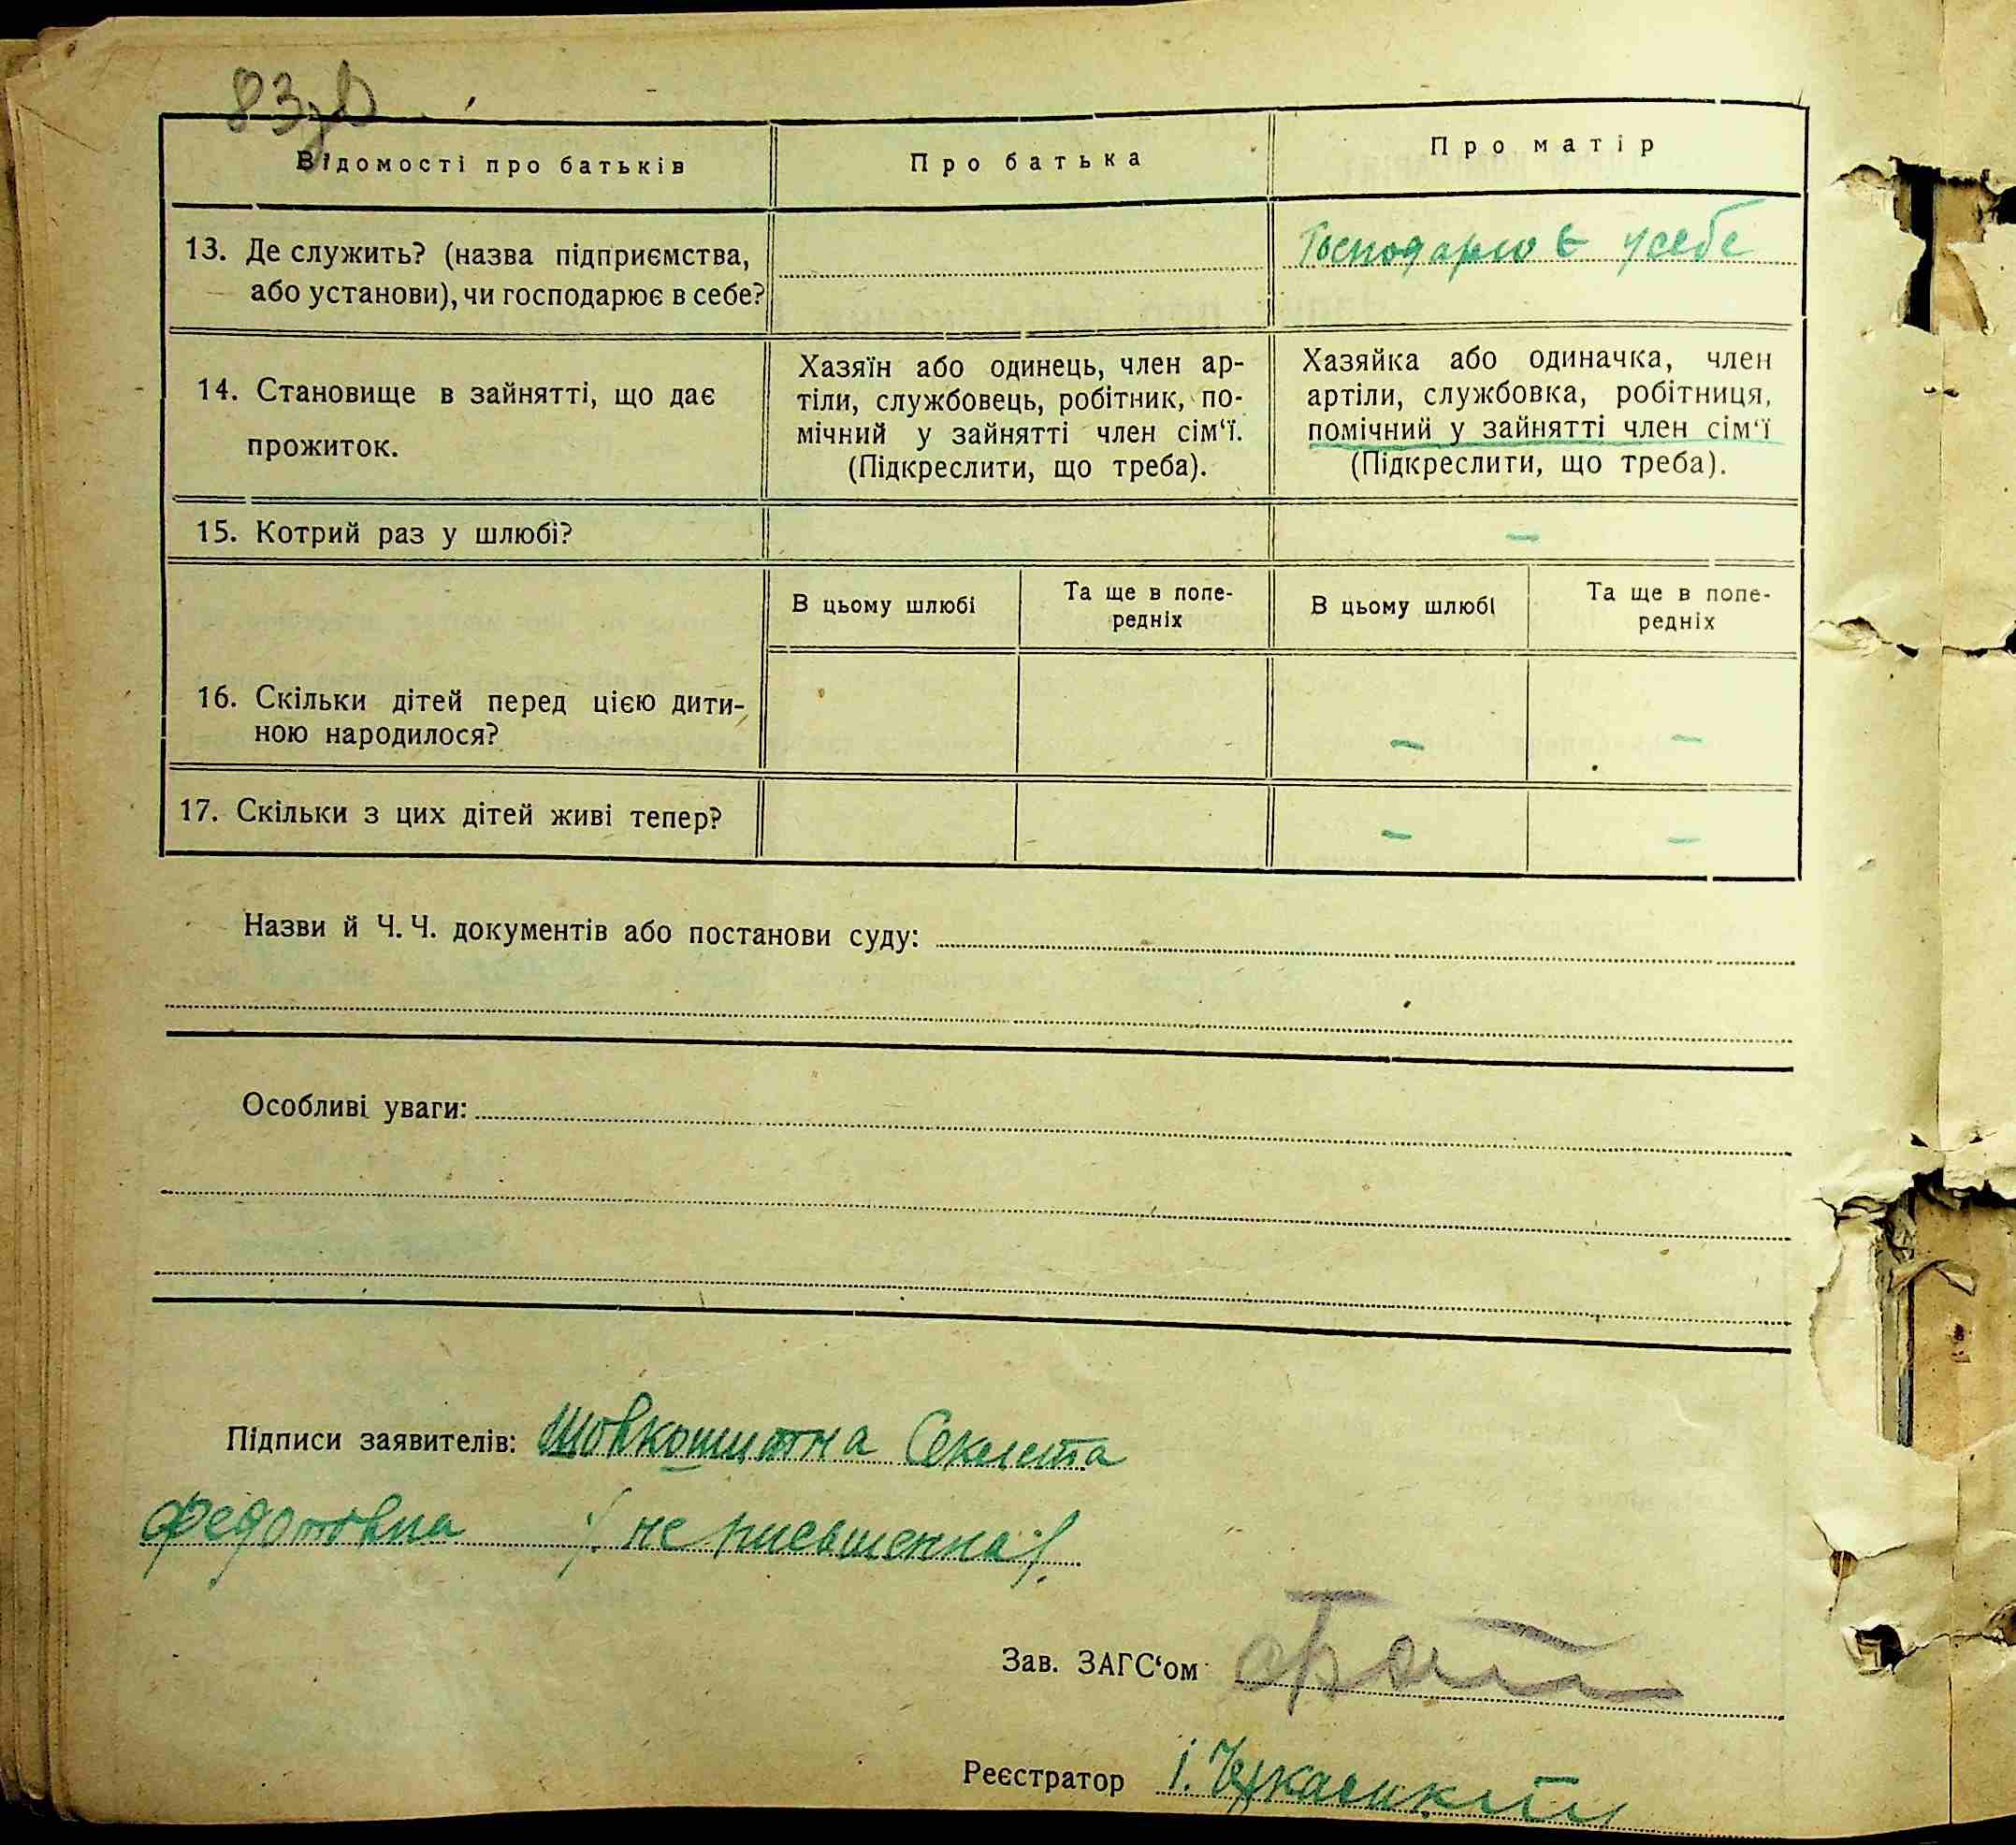 83зв
Відомості про батьків
Про батька
Про матір
13. Де служить? (назва підприємства,
або установи), чи господарює в себе?
Господарю є у себе
14. Становище в зайнятті, що дає
прожиток.
Хазяїн або одинець, член ар-
тіли, службовець, робітник, по-
мічний у зайнятті член сім‘ї.
(Підкреслити, що треба).
Хазяйка або одиначка, член
артіли, службовка, робітниця,
помічний у зайнятті член сім‘ї
(Підкреслити, що треба).
15. Котрий раз у шлюбі?
–
В цьому шлюбі
Та ще в попе-
редніх
В цьому шлюбі
Та ще в попе-
редніх
16. Скільки дітей перед цією дити-
ною народилося?
– –
17. Скільки з цих дітей живі тепер?
– –
Назви й Ч. Ч. документів або постанови суду:
Особливі уваги:
Підписи заявителів: Шовкошитна Секлета
Федотовна /: не письменна :/.
Зав. ЗАГС‘ом
Реєстратор І. Черкаський